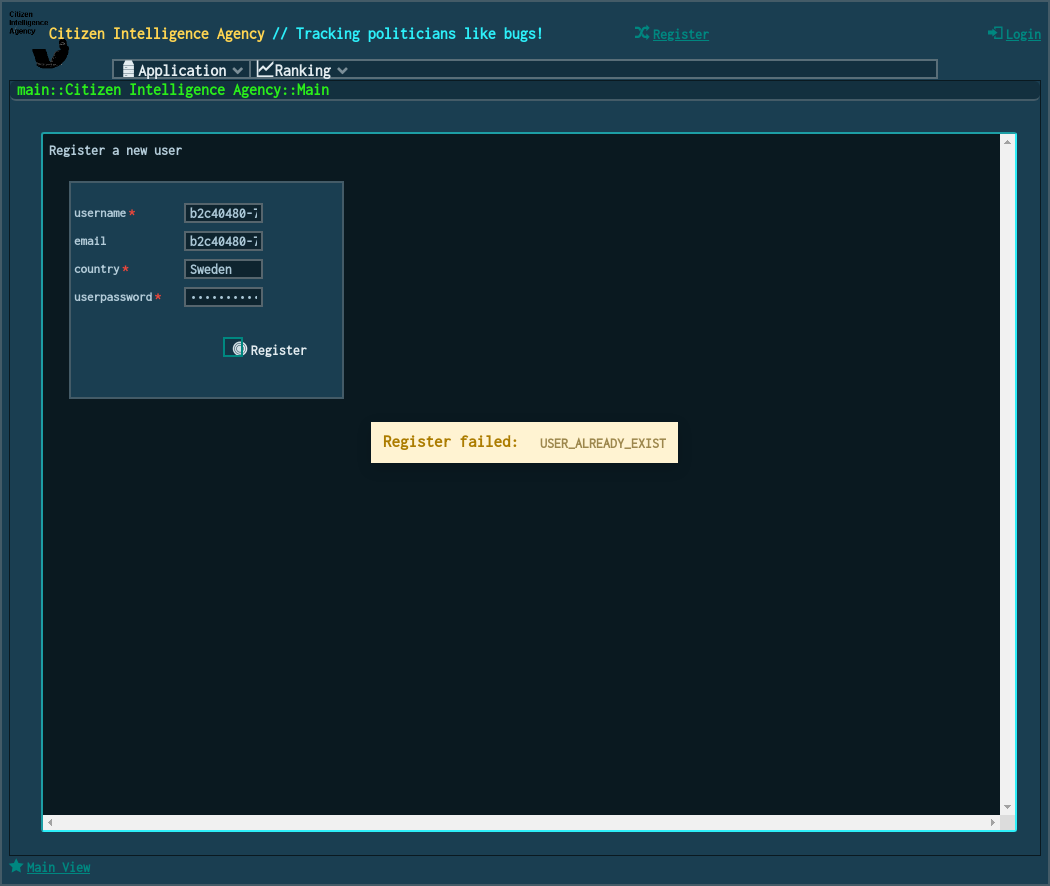 Citizen
Intelligence
Agency
Citizen Intelligence Agency // Tracking politicians like bugs!
Register
Login
Application
Ranking
main::Citizen Intelligence Agency::Main
Register a new user
username*
b2c40480-7
email
b2c40480-7
country*
Sweden
userpassword*
••••••••••
Register
Register failed: USER_ALREADY_EXIST
Main View